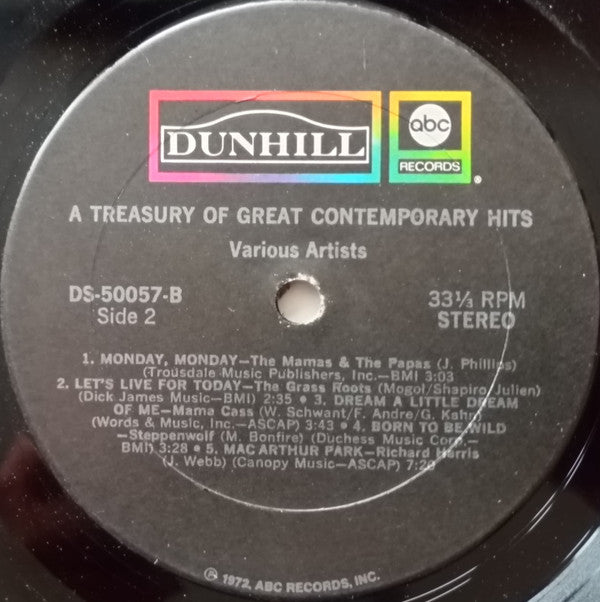 DUNHILL
abc
RECORDS
®
A TREASURY OF GREAT CONTEMPORARY HITS
Various Artists
DS-50057-B
Side 2
33⅓ RPM
STEREO
1. MONDAY, MONDAY—The Mamas & The Papas (J. Phillips)
(Trousdale Music Publishers, Inc.—BMI 3:03
2. LET'S LIVE FOR TODAY—The Grass Roots (Mogol/Shapiro/Julien)
(Dick James Music—BMI) 2:35 • 3. DREAM A LITTLE DREAM
OF ME—Mama Cass (W. Schwant/F. Andre/G. Kahn)
(Words & Music, Inc.—ASCAP) 3:43 • 4. BORN TO BE WILD
—Steppenwolf (M. Bonfire) (Duchess Music Corp.—
BMI) 3:28 • 5. MAC ARTHUR PARK—Richard Harris
(J. Webb) (Canopy Music—ASCAP) 7:20
℗ 1972, ABC RECORDS, INC.